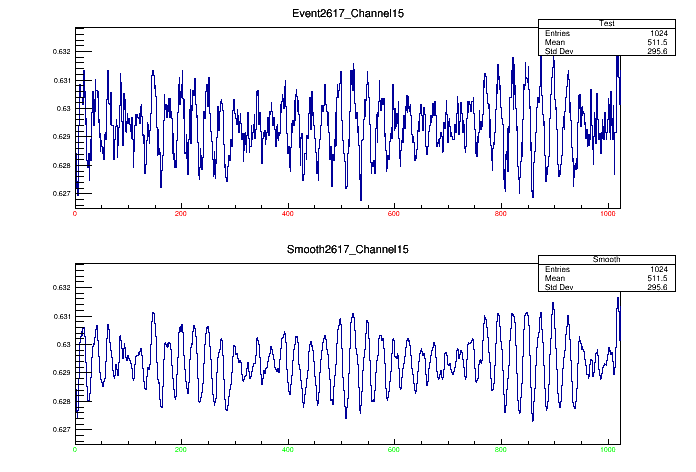 Event2617_Channel15
Test
Entries 1024
Mean 511.5
Std Dev 295.6
0.632
0.631
0.63
0.629
0.628
0.627
0 200 400 600 800 1000
Smooth2617_Channel15
Smooth
Entries 1024
Mean 511.5
Std Dev 295.6
0.632
0.631
0.63
0.629
0.628
0.627
0 200 400 600 800 1000